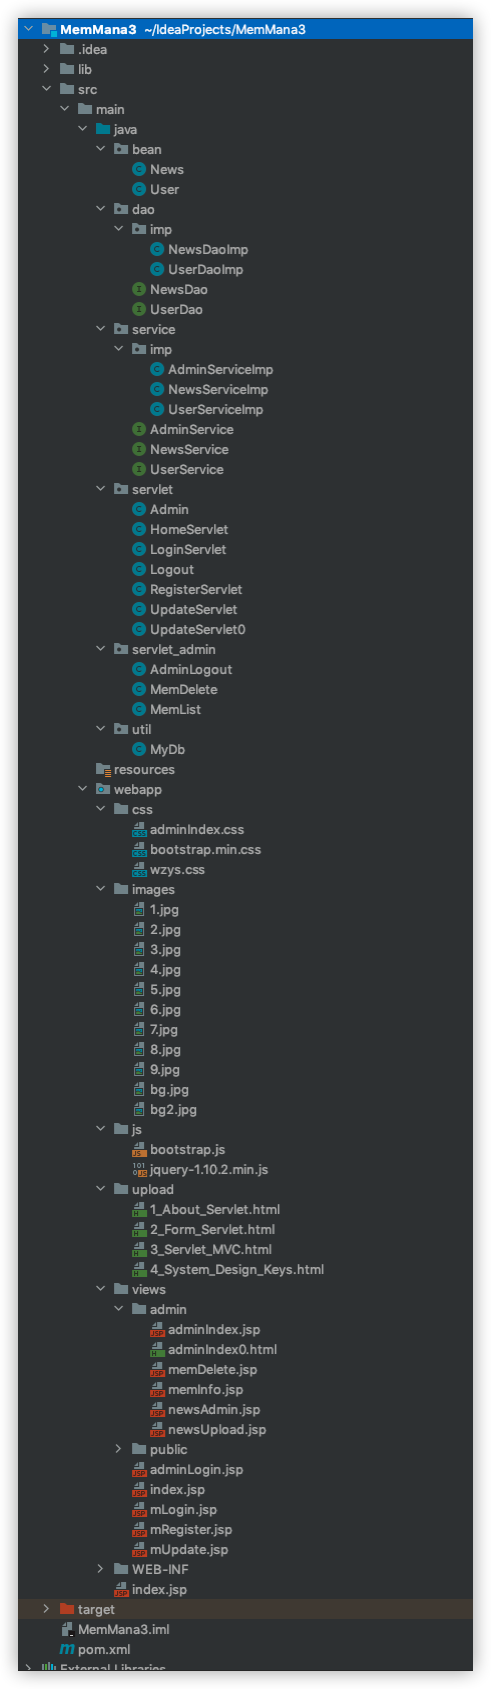 MemMana3 ~/IdeaProjects/MemMana3
.idea
lib
src
main
java
bean
News
User
dao
imp
NewsDaoImp
UserDaoImp
NewsDao
UserDao
service
imp
AdminServiceImp
NewsServiceImp
UserServiceImp
AdminService
NewsService
UserService
servlet
Admin
HomeServlet
LoginServlet
Logout
RegisterServlet
UpdateServlet
UpdateServlet0
servlet_admin
AdminLogout
MemDelete
MemList
util
MyDb
resources
webapp
css
adminIndex.css
bootstrap.min.css
wzys.css
images
1.jpg
2.jpg
3.jpg
4.jpg
5.jpg
6.jpg
7.jpg
8.jpg
9.jpg
bg.jpg
bg2.jpg
js
bootstrap.js
jquery-1.10.2.min.js
upload
1_About_Servlet.html
2_Form_Servlet.html
3_Servlet_MVC.html
4_System_Design_Keys.html
views
admin
adminIndex.jsp
adminIndex0.html
memDelete.jsp
memInfo.jsp
newsAdmin.jsp
newsUpload.jsp
public
adminLogin.jsp
index.jsp
mLogin.jsp
mRegister.jsp
mUpdate.jsp
WEB-INF
index.jsp
target
MemMana3.iml
pom.xml
External Libraries